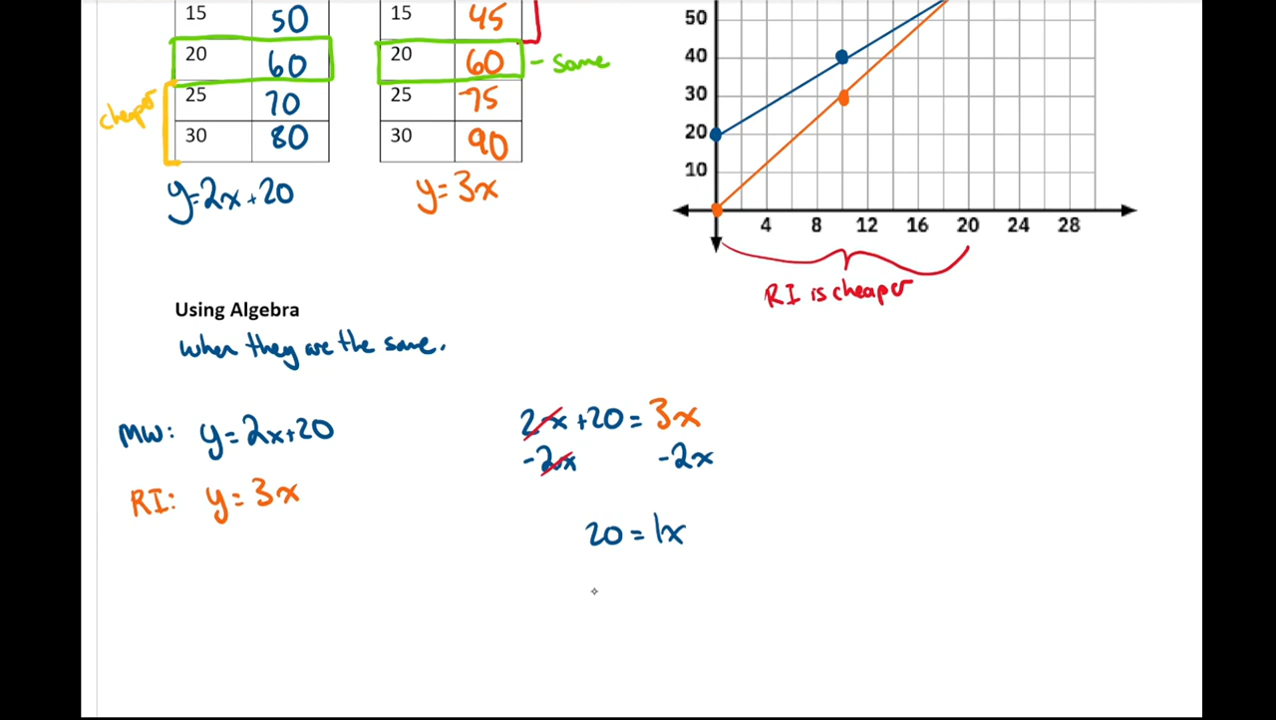 15 50
20 60
25 70
30 80
cheaper
y=2x+20
15 45
20 60 - same
25 75
30 90
y=3x
50
40
30
20
10
4 8 12 16 20 24 28
RI is cheaper
Using Algebra
when they are the same.
MW: y=2x+20
RI: y=3x
2x+20=3x
-2x -2x
20=1x